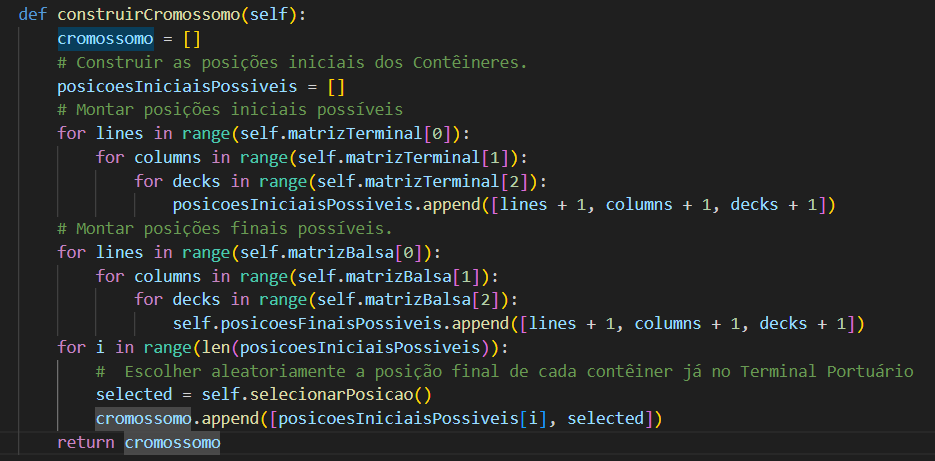 def construirCromossomo(self):
    cromossomo = []
    # Construir as posições iniciais dos Contêineres.
    posicoesIniciaisPossiveis = []
    # Montar posições iniciais possíveis
    for lines in range(self.matrizTerminal[0]):
        for columns in range(self.matrizTerminal[1]):
            for decks in range(self.matrizTerminal[2]):
                posicoesIniciaisPossiveis.append([lines + 1, columns + 1, decks + 1])
    # Montar posições finais possíveis.
    for lines in range(self.matrizBalsa[0]):
        for columns in range(self.matrizBalsa[1]):
            for decks in range(self.matrizBalsa[2]):
                self.posicoesFinaisPossiveis.append([lines + 1, columns + 1, decks + 1])
    for i in range(len(posicoesIniciaisPossiveis)):
        #  Escolher aleatoriamente a posição final de cada contêiner já no Terminal Portuário
        selected = self.selecionarPosicao()
        cromossomo.append([posicoesIniciaisPossiveis[i], selected])
    return cromossomo